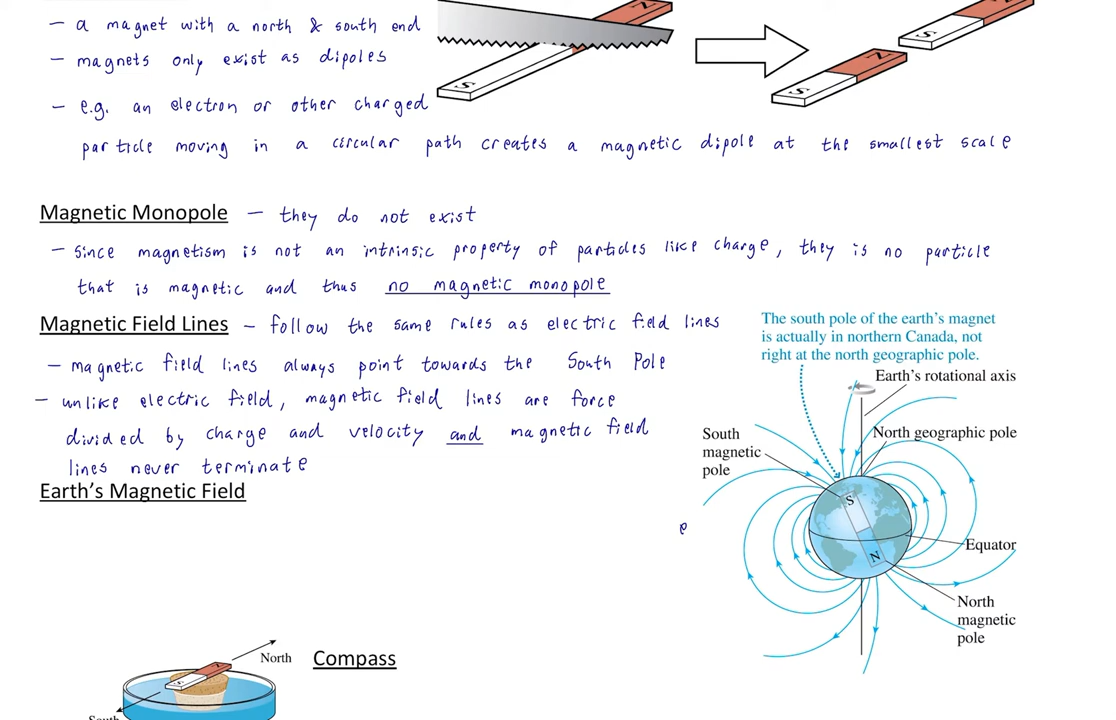 - a magnet with a north & south end
- magnets only exist as dipoles
- e.g. an electron or other charged
particle moving in a circular path creates a magnetic dipole at the smallest scale
S
N
S
S
Magnetic Monopole - they do not exist
- since magnetism is not an intrinsic property of particles like charge, they is no particle
that is magnetic and thus no magnetic monopole
Magnetic Field Lines - follow the same rules as electric field lines
- magnetic field lines always point towards the South Pole
- unlike electric field, magnetic field lines are force
divided by charge and velocity and magnetic field
lines never terminate
Earth's Magnetic Field
The south pole of the earth's magnet
is actually in northern Canada, not
right at the north geographic pole.
Earth's rotational axis
North geographic pole
South
magnetic
pole
S
e
N
Equator
North
magnetic
pole
North
Compass
N
S
South